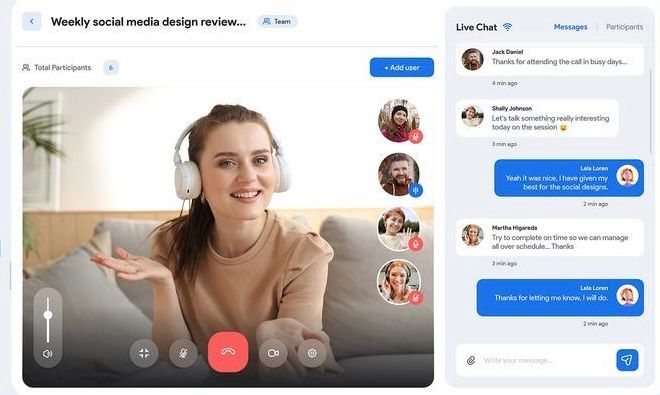 Weekly social media design review...
Team
Total Participants
6
+ Add user
Live Chat
Messages
Participants
Jack Daniel
Thanks for attending the call in busy days...
4 min ago
Shally Johnson
Let's talk something really interesting
today on the session 😄
3 min ago
Lela Loren
Yeah it was nice, I have given my
best for the social designs.
2 min ago
Martha Higareda
Try to complete on time so we can manage
all over schedule... Thanks
3 min ago
Lela Loren
Thanks for letting me know, I will do.
2 min ago
Write your message...